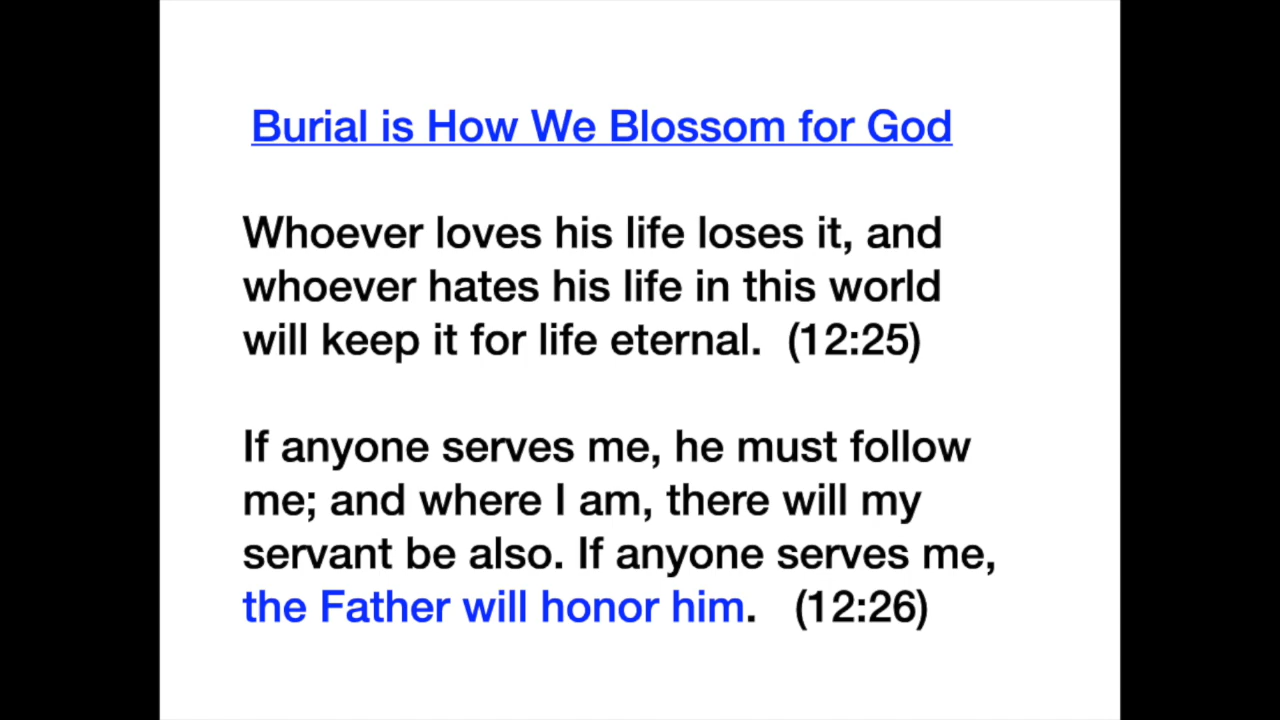 Burial is How We Blossom for God
Whoever loves his life loses it, and
whoever hates his life in this world
will keep it for life eternal.  (12:25)
If anyone serves me, he must follow
me; and where I am, there will my
servant be also. If anyone serves me,
the Father will honor him.   (12:26)